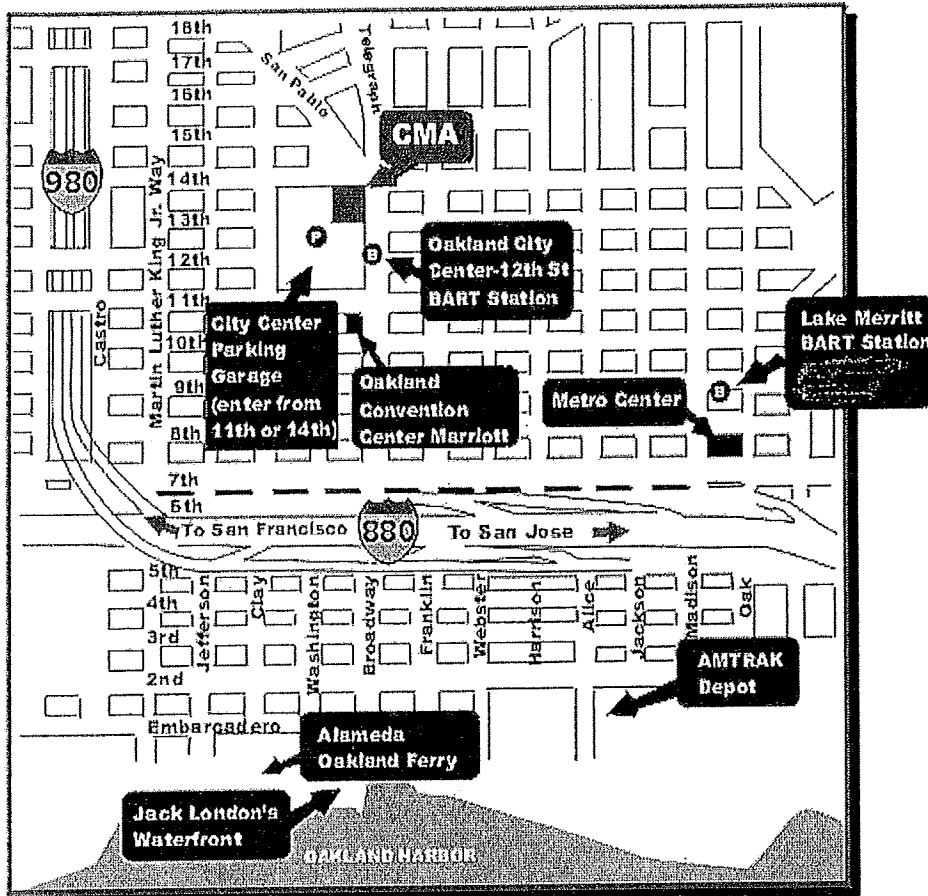 18th
17th
16th
15th
14th
13th
12th
11th
10th
9th
8th
7th
6th
5th
4th
3rd
2nd
Embarcadero
San Pablo
Telegraph
CMA
980
Martin Luther King Jr. Way
Castro
P
B
Oakland City
Center-12th St
BART Station
City Center
Parking
Garage
(enter from
11th or 14th)
Oakland
Convention
Center Marriott
Lake Merritt
BART Station
B
Metro Center
To San Francisco
880
To San Jose
Jefferson
Clay
Washington
Broadway
Franklin
Webster
Harrison
Alice
Jackson
Madison
Oak
AMTRAK
Depot
Alameda
Oakland Ferry
Jack London's
Waterfront
OAKLAND HARBOR